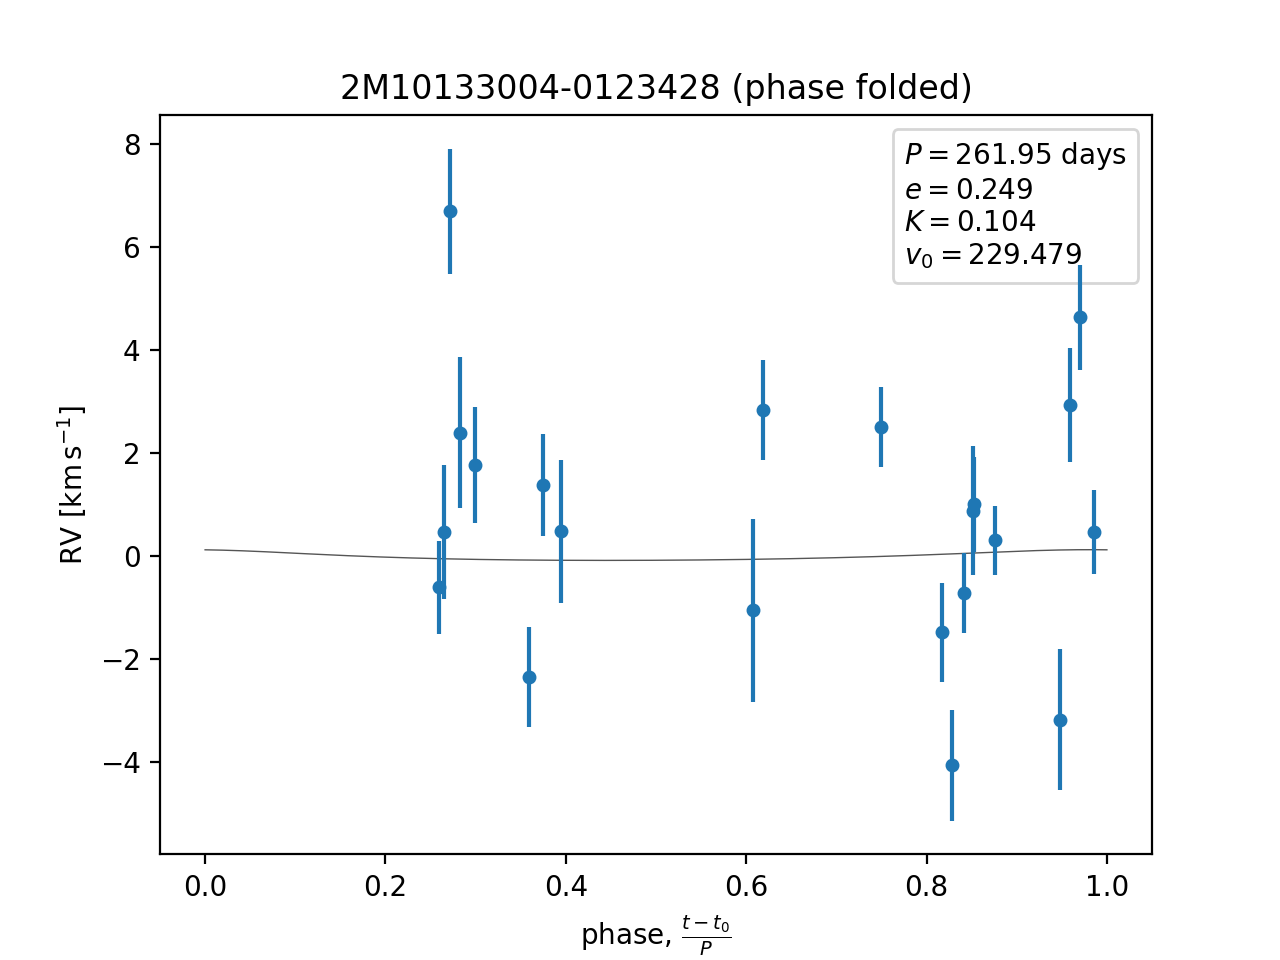 2M10133004-0123428 (phase folded)
P = 261.95 days
e = 0.249
K = 0.104
v₀ = 229.479
8
6
4
2
0
−2
−4
RV [km s⁻¹]
0.0 0.2 0.4 0.6 0.8 1.0
phase, (t − t₀)/P